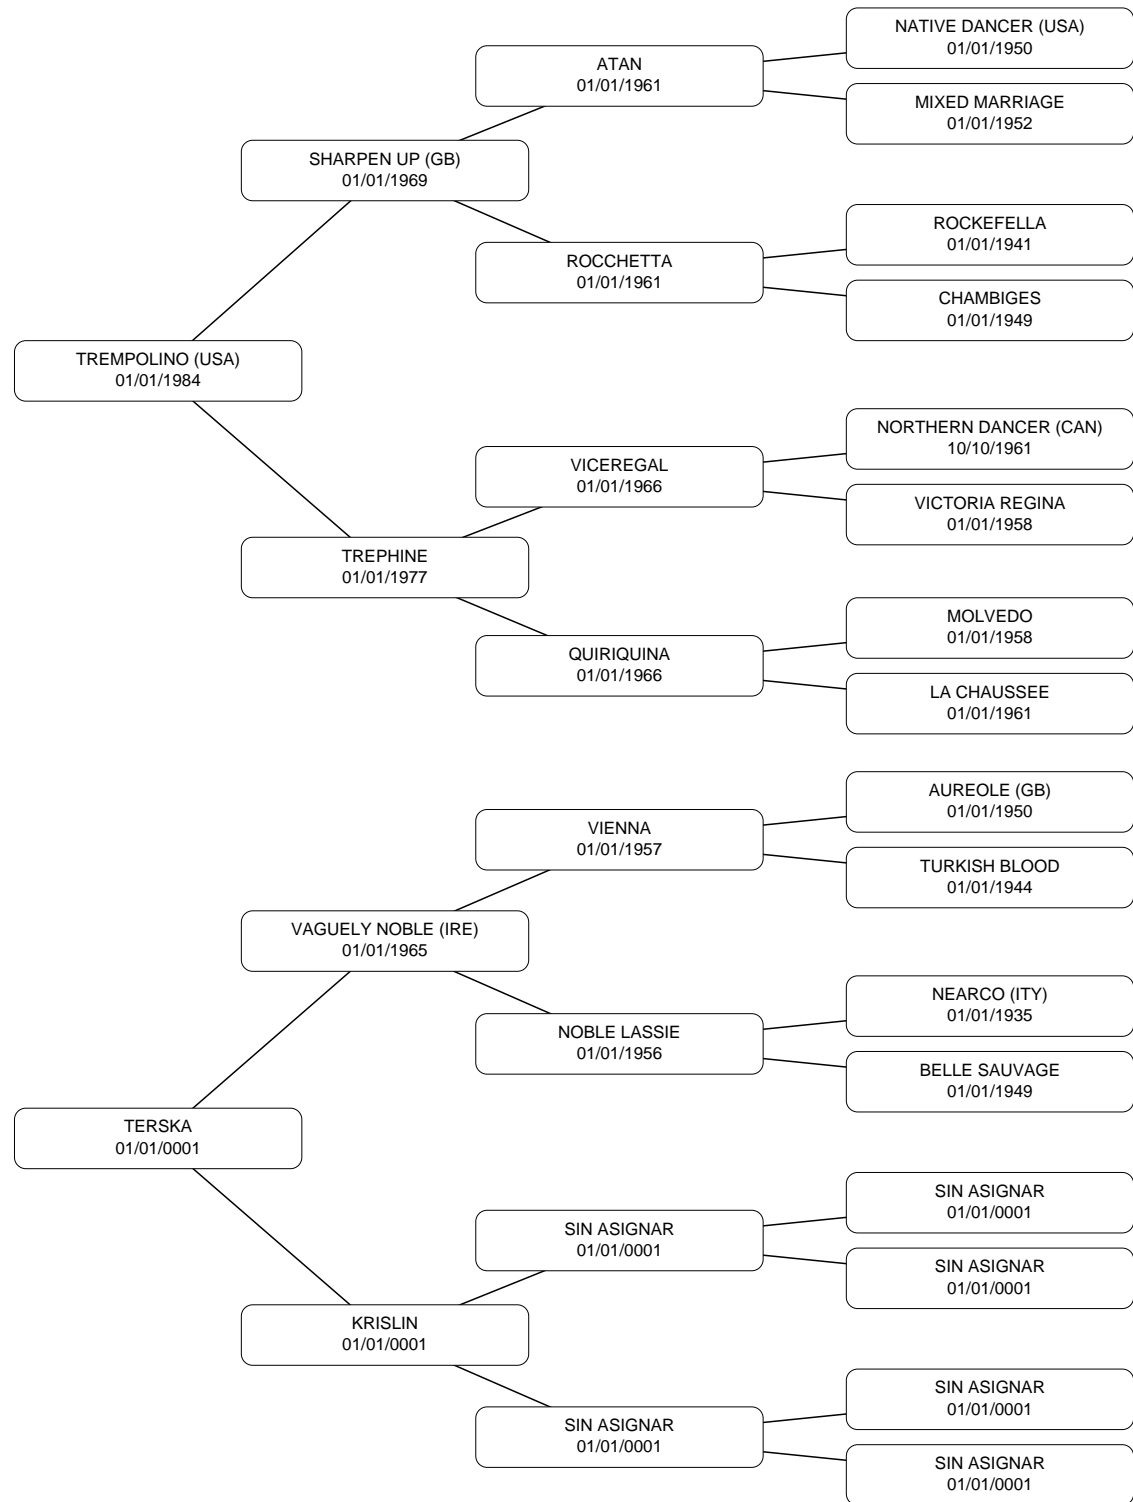 NATIVE DANCER (USA)
01/01/1950
ATAN
01/01/1961
MIXED MARRIAGE
01/01/1952
SHARPEN UP (GB)
01/01/1969
ROCKEFELLA
01/01/1941
ROCCHETTA
01/01/1961
CHAMBIGES
01/01/1949
TREMPOLINO (USA)
01/01/1984
NORTHERN DANCER (CAN)
10/10/1961
VICEREGAL
01/01/1966
VICTORIA REGINA
01/01/1958
TREPHINE
01/01/1977
MOLVEDO
01/01/1958
QUIRIQUINA
01/01/1966
LA CHAUSSEE
01/01/1961
AUREOLE (GB)
01/01/1950
VIENNA
01/01/1957
TURKISH BLOOD
01/01/1944
VAGUELY NOBLE (IRE)
01/01/1965
NEARCO (ITY)
01/01/1935
NOBLE LASSIE
01/01/1956
BELLE SAUVAGE
01/01/1949
TERSKA
01/01/0001
SIN ASIGNAR
01/01/0001
SIN ASIGNAR
01/01/0001
SIN ASIGNAR
01/01/0001
KRISLIN
01/01/0001
SIN ASIGNAR
01/01/0001
SIN ASIGNAR
01/01/0001
SIN ASIGNAR
01/01/0001